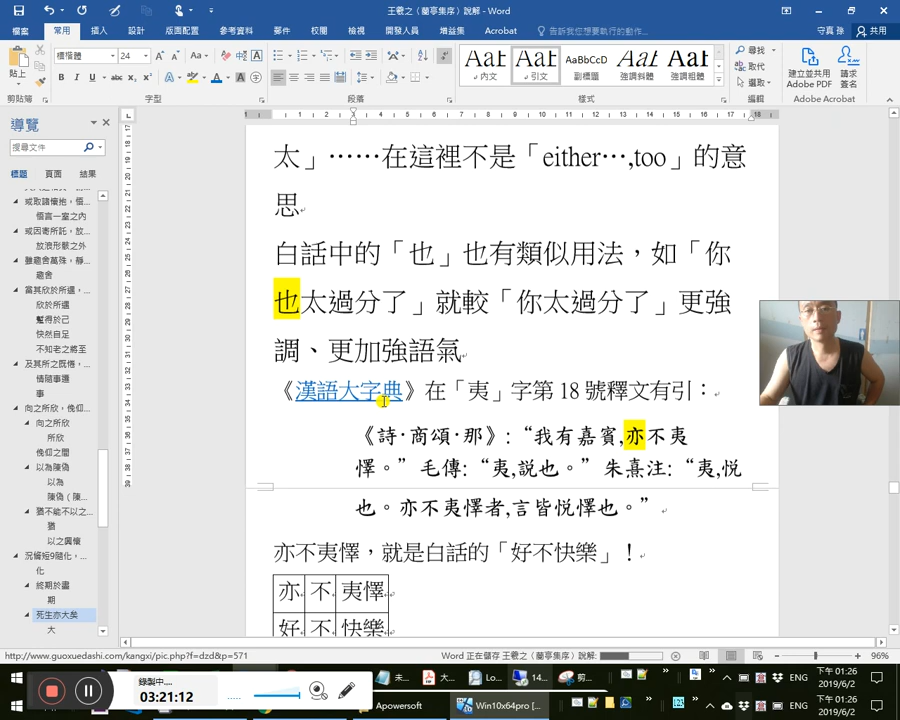 王羲之〈蘭亭集序〉說解 - Word
檔案 常用 插入 設計 版面配置 參考資料 郵件 校閱 檢視 開發人員 增益集 Acrobat 告訴我您想要執行的動作... 共用
標楷體 24
貼上
剪貼簿 字型 段落 樣式 編輯 Adobe Acrobat
AaBb AaBb AaBbCcD AaBb AaBb
內文 引文 副標題 強調斜體 強調粗體
尋找
取代
選取
建立並共用 Adobe PDF
請求簽名
導覽
搜尋文件
標題 頁面 結果
或取諸懷抱，悟...
悟言一室之內
或因寄所託，放...
放浪形骸之外
雖趣舍萬殊，靜...
趣舍
當其欣於所遇，...
欣於所遇
暫得於己
快然自足
不知老之將至
及其所之既倦，...
情隨事遷
事
向之所欣，俛仰...
向之所欣
所欣
俛仰之間
以為陳跡
以為
猶不能不以之...
猶
以之興懷
況脩短隨化，...
化
終期於盡
期
死生亦大矣
大
太」⋯⋯在這裡不是「either…,too」的意
思
白話中的「也」也有類似用法，如「你
也太過分了」就較「你太過分了」更強
調、更加強語氣
《漢語大字典》在「夷」字第 18 號釋文有引：
《詩·商頌·那》:“我有嘉賓,亦不夷
懌。”毛傳:“夷,説也。”朱熹注:“夷,悦
也。亦不夷懌者,言皆悦懌也。”
亦不夷懌，就是白話的「好不快樂」！
亦 不 夷懌
好 不 快樂
http://www.guoxuedashi.com/kangxi/pic.php?f=dzd&p=571
Word 正在儲存 王羲之〈蘭亭集序〉說解:
96%
錄製中...
03:21:12
Apowersoft
Win10x64pro [...
ENG
下午 01:26
2019/6/2
ENG
下午 01:26
2019/6/2